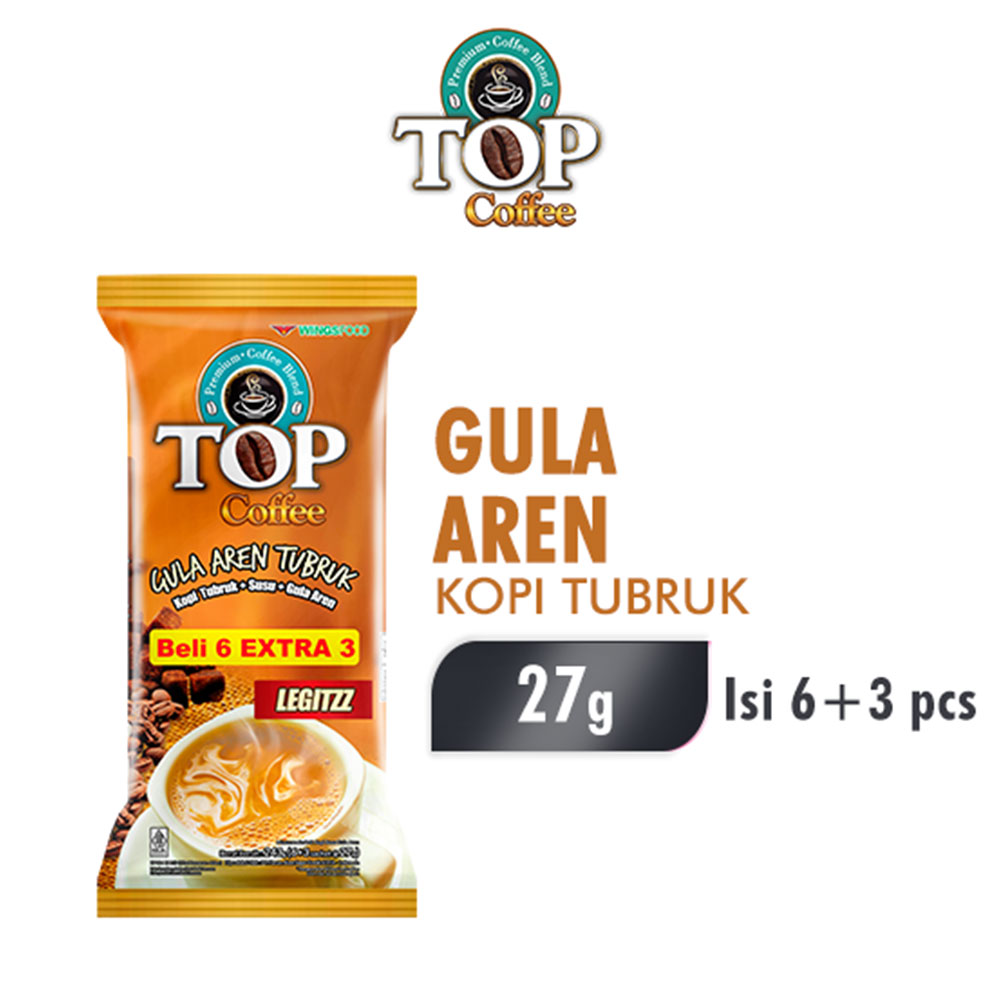 Premium • Coffee Blend
TOP
Coffee
WINGSFOOD
Premium • Coffee Blend
TOP
Coffee
GULA AREN TUBRUK
Kopi Tubruk + Susu + Gula Aren
Beli 6 EXTRA 3
LEGITZZ
GULA
AREN
KOPI TUBRUK
27g
Isi 6+3 pcs